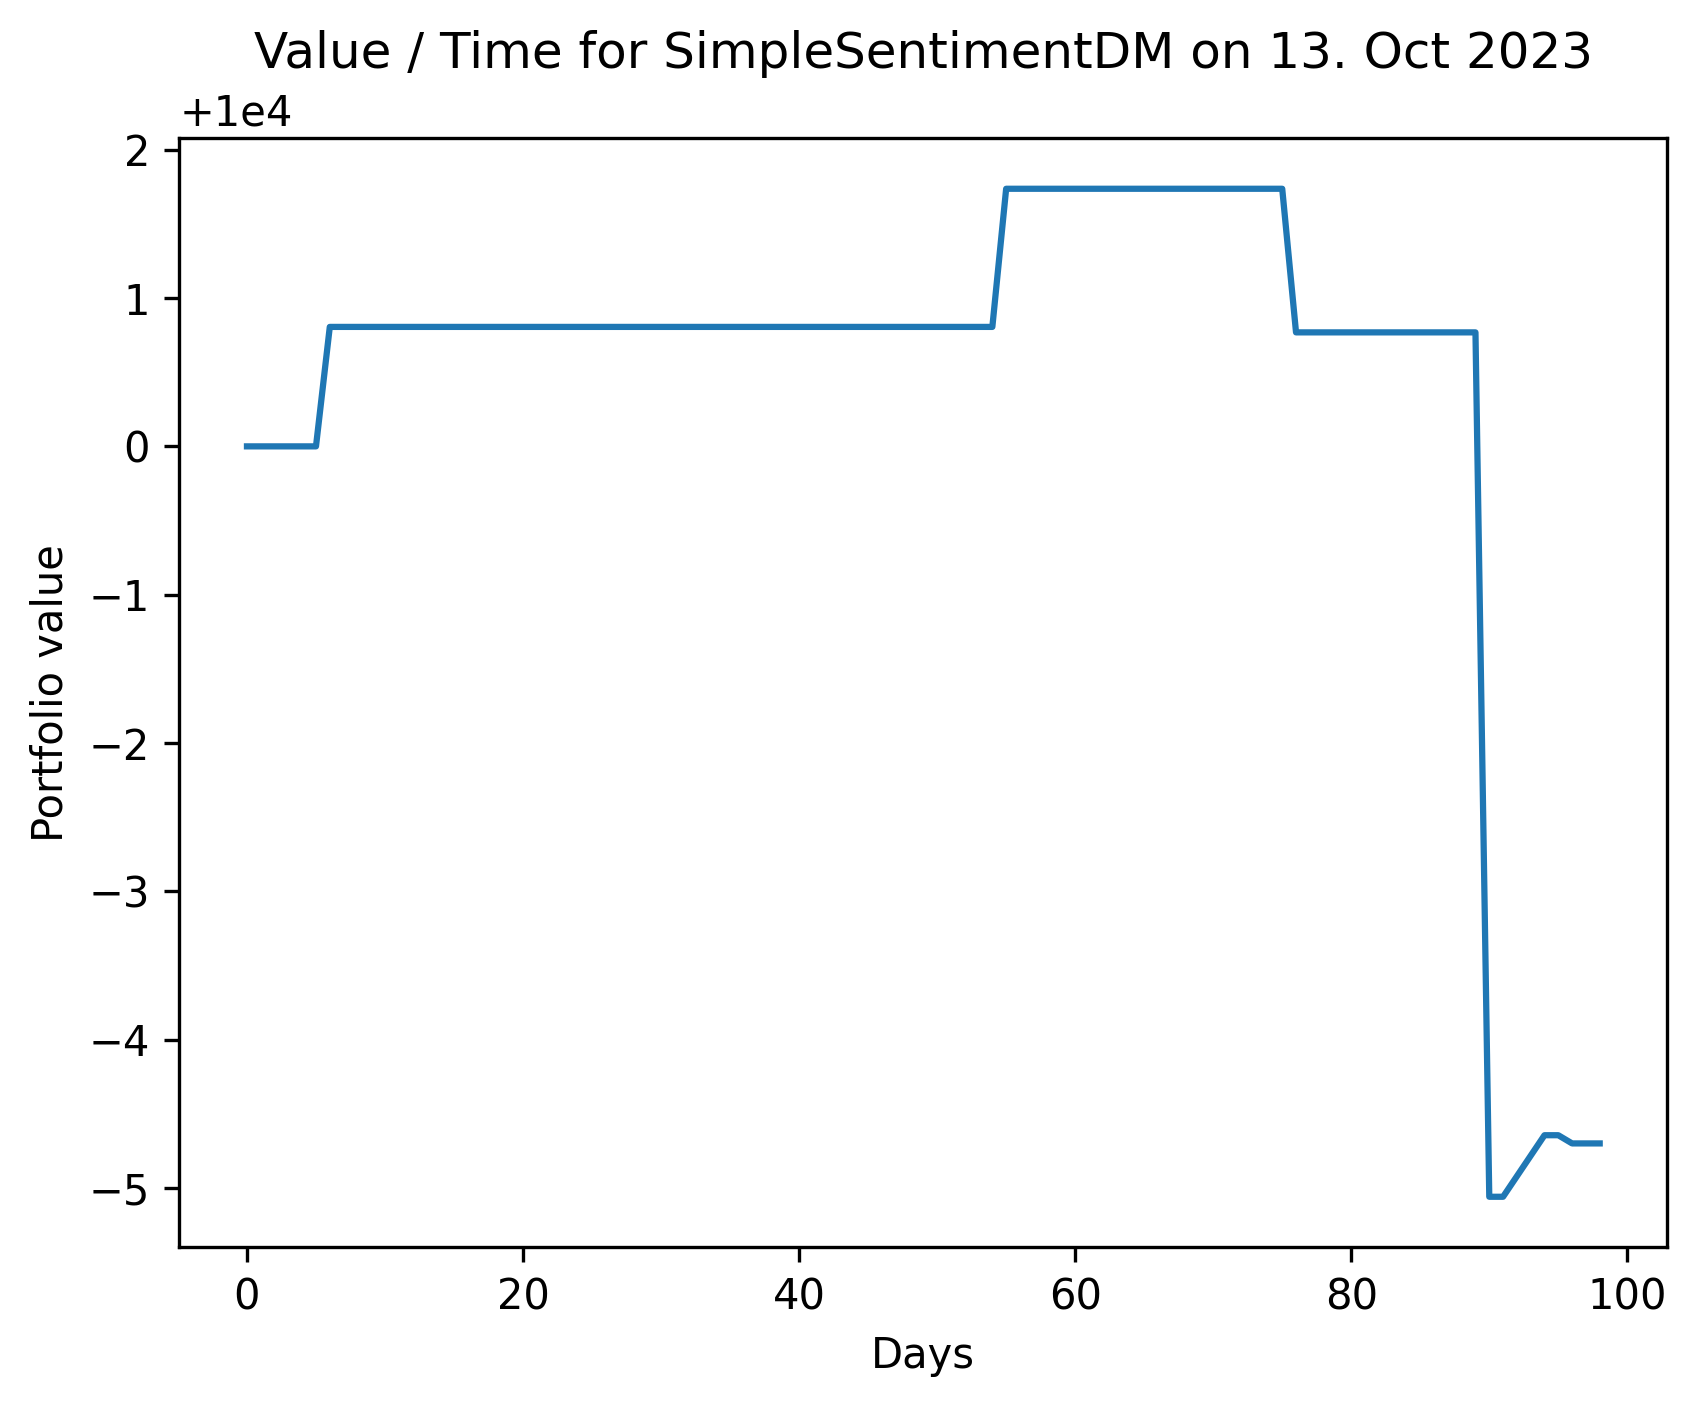 Value / Time for SimpleSentimentDM on 13. Oct 2023
+1e4
2
1
0
−1
−2
−3
−4
−5
Portfolio value
0 20 40 60 80 100
Days